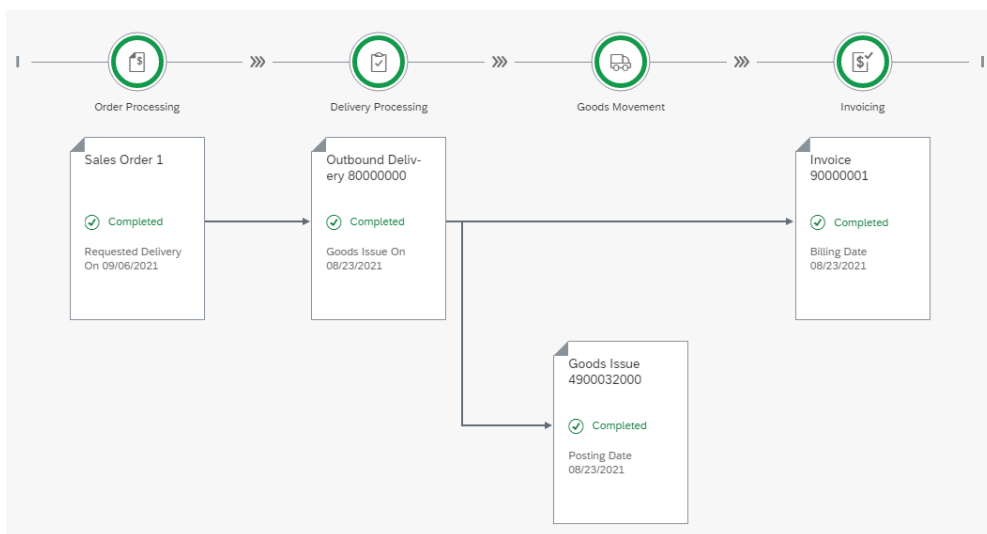 Order Processing
Delivery Processing
Goods Movement
Invoicing
Sales Order 1
Completed
Requested Delivery
On 09/06/2021
Outbound Deliv-
ery 80000000
Completed
Goods Issue On
08/23/2021
Invoice
90000001
Completed
Billing Date
08/23/2021
Goods Issue
4900032000
Completed
Posting Date
08/23/2021